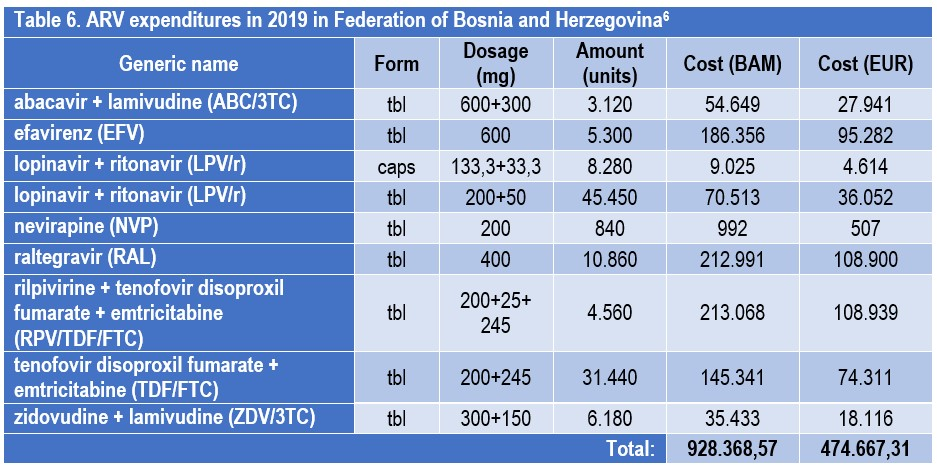 Table 6. ARV expenditures in 2019 in Federation of Bosnia and Herzegovina6
Generic name Form Dosage (mg) Amount (units) Cost (BAM) Cost (EUR)
abacavir + lamivudine (ABC/3TC) tbl 600+300 3.120 54.649 27.941
efavirenz (EFV) tbl 600 5.300 186.356 95.282
lopinavir + ritonavir (LPV/r) caps 133,3+33,3 8.280 9.025 4.614
lopinavir + ritonavir (LPV/r) tbl 200+50 45.450 70.513 36.052
nevirapine (NVP) tbl 200 840 992 507
raltegravir (RAL) tbl 400 10.860 212.991 108.900
rilpivirine + tenofovir disoproxil
fumarate + emtricitabine
(RPV/TDF/FTC) tbl 200+25+ 245 4.560 213.068 108.939
tenofovir disoproxil fumarate +
emtricitabine (TDF/FTC) tbl 200+245 31.440 145.341 74.311
zidovudine + lamivudine (ZDV/3TC) tbl 300+150 6.180 35.433 18.116
Total: 928.368,57 474.667,31